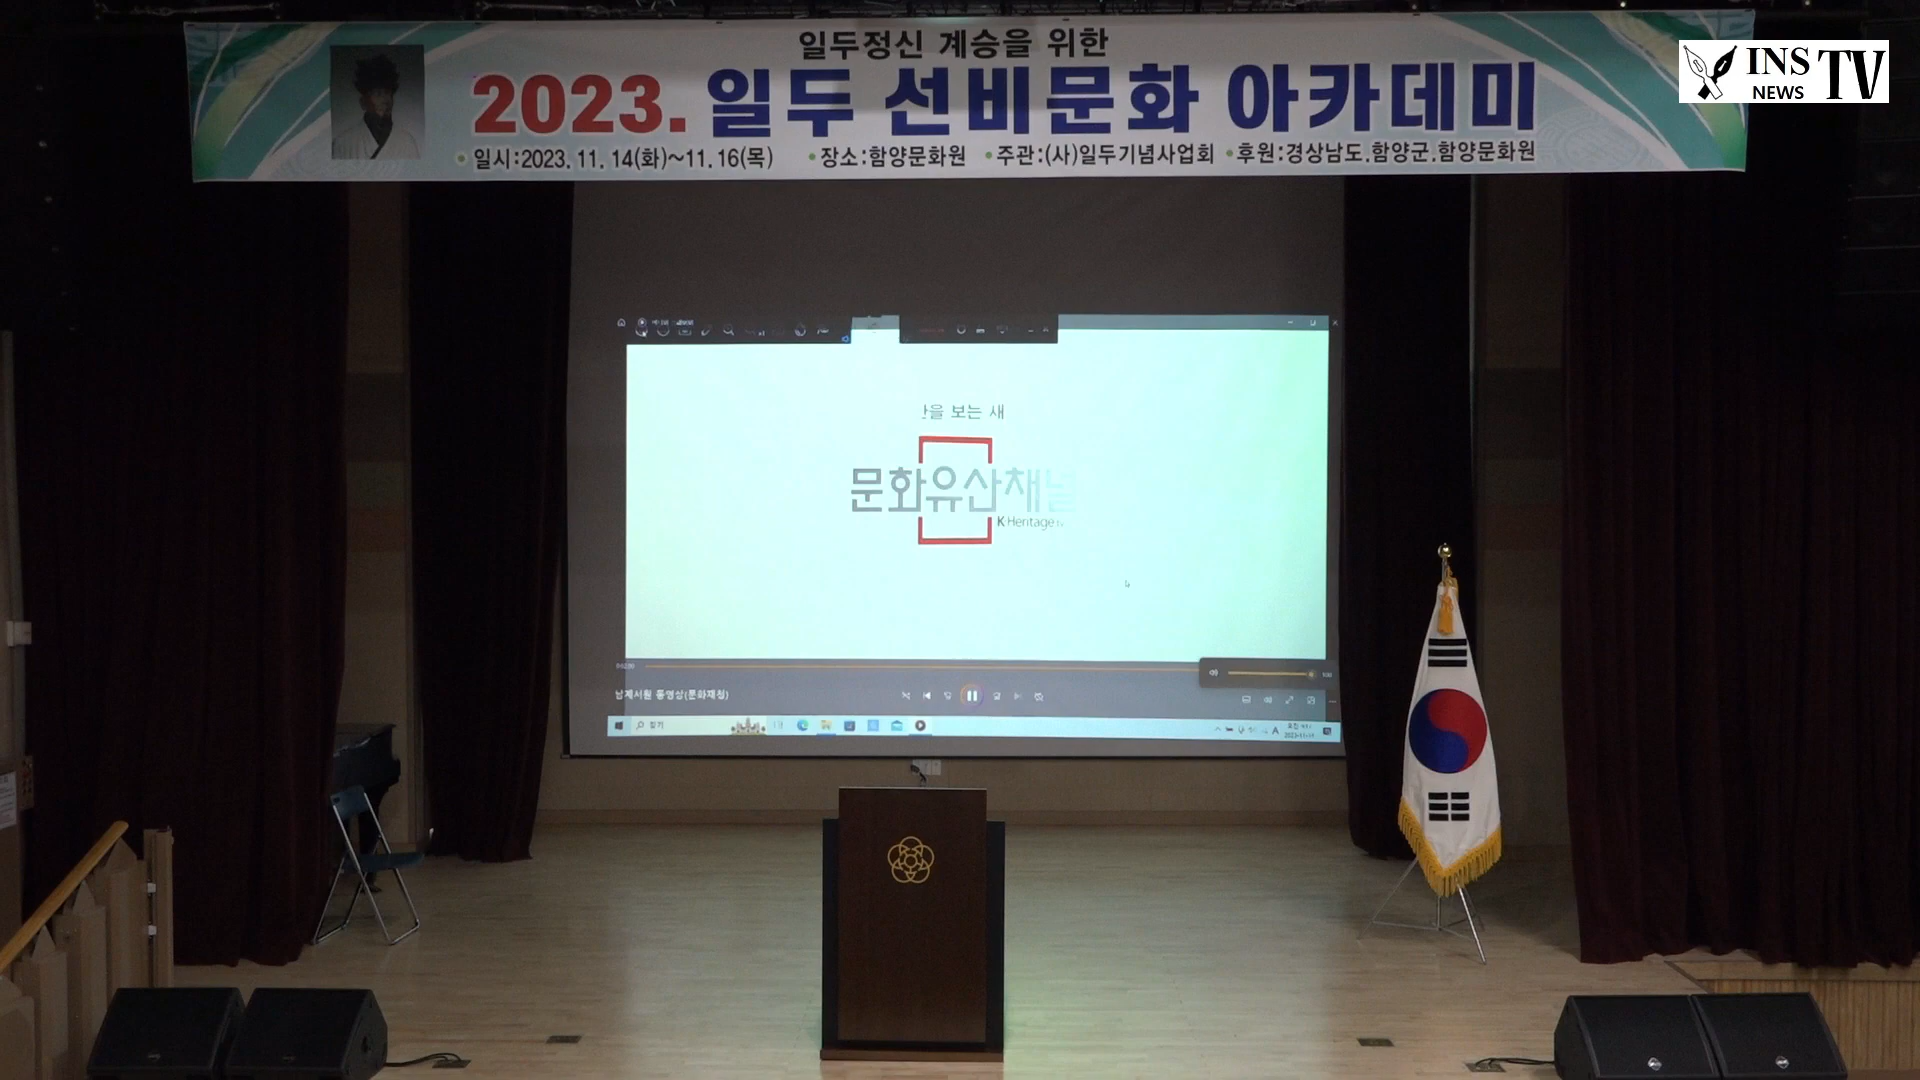 일두정신 계승을 위한
2023. 일두 선비문화 아카데미
• 일시:2023. 11. 14(화)~11. 16(목) • 장소:함양문화원 • 주관:(사)일두기념사업회 • 후원:경상남도.함양군.함양문화원
INS TV
NEWS
을 보는 새
문화유산채널
K Heritage
남계서원 동영상(문화재청)
찾기